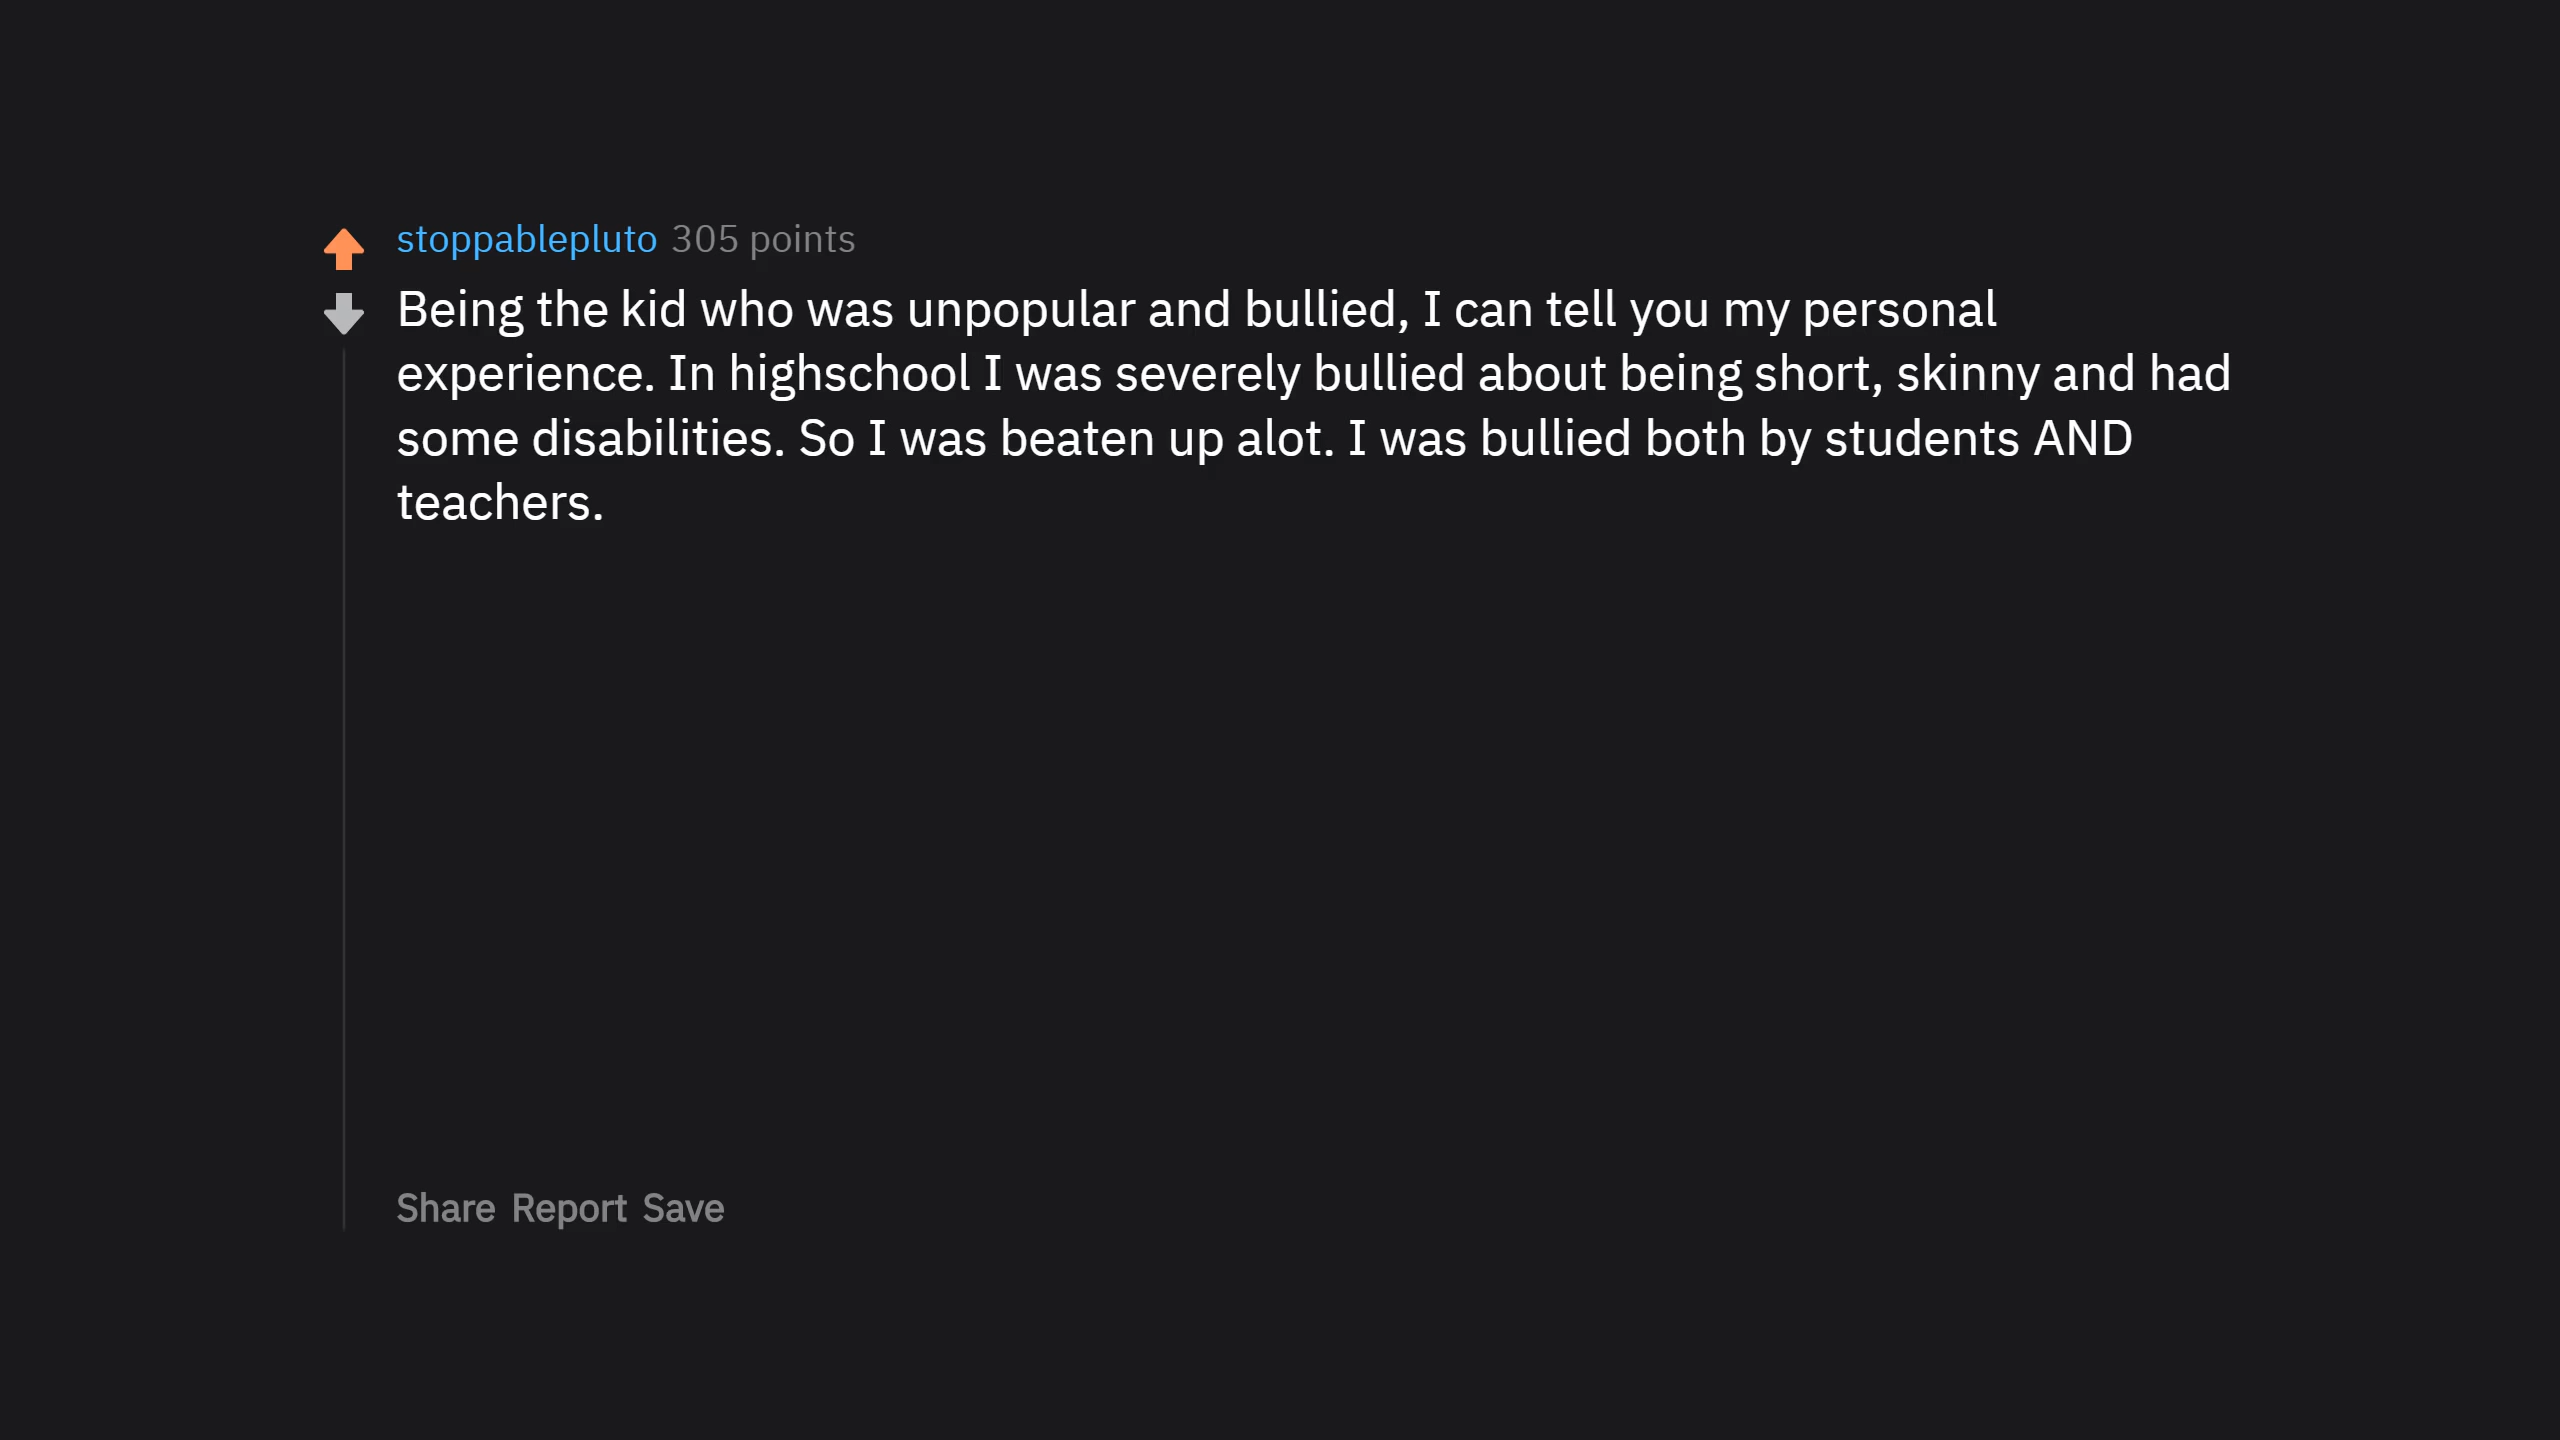 stoppablepluto 305 points
Being the kid who was unpopular and bullied, I can tell you my personal
experience. In highschool I was severely bullied about being short, skinny and had
some disabilities. So I was beaten up alot. I was bullied both by students AND
teachers.
Share Report Save